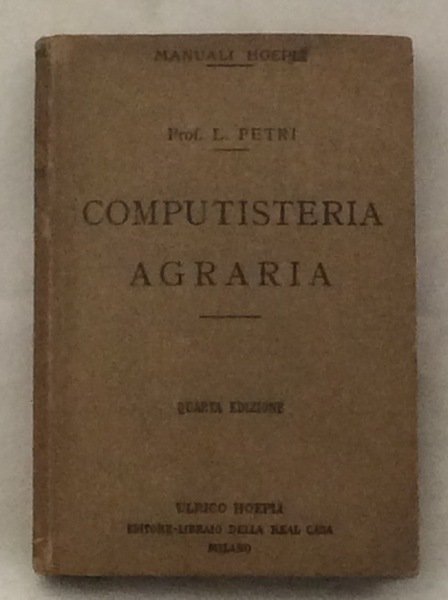 MANUALI HOEPLI
Prof. L. PETRI
COMPUTISTERIA
AGRARIA
QUARTA EDIZIONE
ULRICO HOEPLI
EDITORE-LIBRAIO DELLA REAL CASA
MILANO